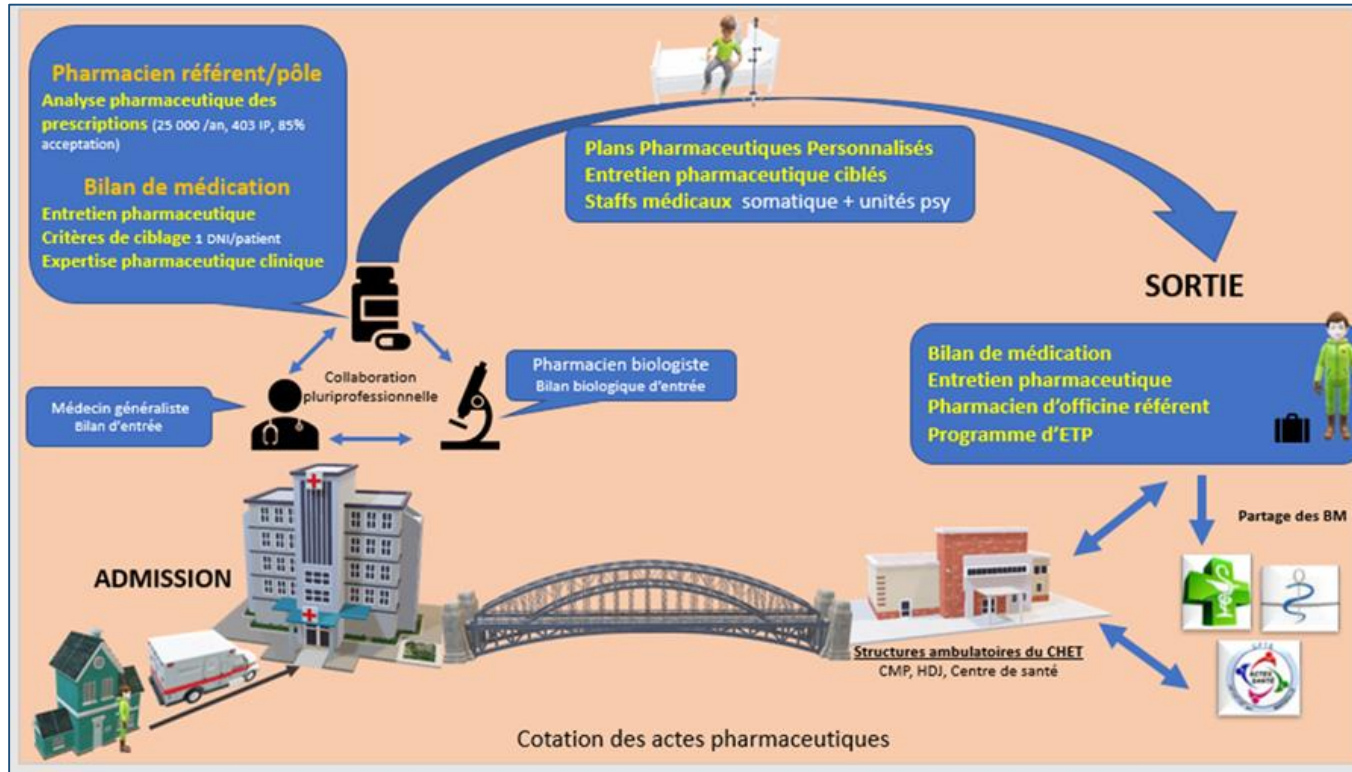 Pharmacien référent/pôle
Analyse pharmaceutique des
prescriptions (25 000 /an, 403 IP, 85%
acceptation)
Bilan de médication
Entretien pharmaceutique
Critères de ciblage 1 DNI/patient
Expertise pharmaceutique clinique
Plans Pharmaceutiques Personnalisés
Entretien pharmaceutique ciblés
Staffs médicaux somatique + unités psy
SORTIE
Bilan de médication
Entretien pharmaceutique
Pharmacien d'officine référent
Programme d'ETP
Collaboration
pluriprofessionnelle
Pharmacien biologiste
Bilan biologique d'entrée
Médecin généraliste
Bilan d'entrée
Partage des BM
ADMISSION
Structures ambulatoires du CHET
CMP, HDJ, Centre de santé
ACTES
SANTÉ
Cotation des actes pharmaceutiques